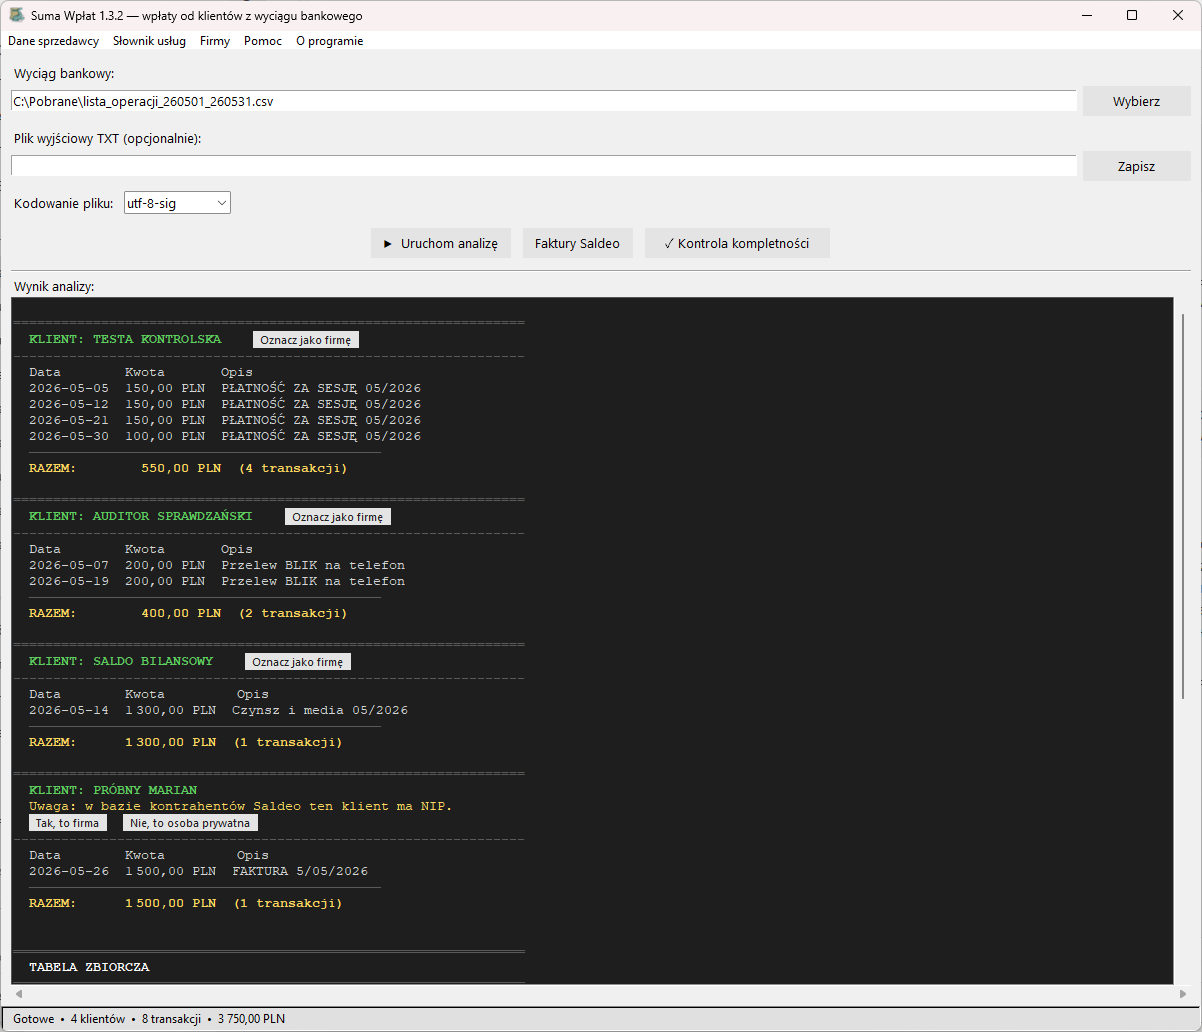 Suma Wpłat 1.3.2 — wpłaty od klientów z wyciągu bankowego
Dane sprzedawcy Słownik usług Firmy Pomoc O programie
Wyciąg bankowy:
C:\Pobrane\lista_operacji_260501_260531.csv Wybierz
Plik wyjściowy TXT (opcjonalnie):
Zapisz
Kodowanie pliku: utf-8-sig
► Uruchom analizę Faktury Saldeo ✓ Kontrola kompletności
Wynik analizy:
KLIENT: TESTA KONTROLSKA Oznacz jako firmę
Data Kwota Opis
2026-05-05 150,00 PLN PŁATNOŚĆ ZA SESJĘ 05/2026
2026-05-12 150,00 PLN PŁATNOŚĆ ZA SESJĘ 05/2026
2026-05-21 150,00 PLN PŁATNOŚĆ ZA SESJĘ 05/2026
2026-05-30 100,00 PLN PŁATNOŚĆ ZA SESJĘ 05/2026
RAZEM: 550,00 PLN (4 transakcji)
KLIENT: AUDITOR SPRAWDZAŃSKI Oznacz jako firmę
Data Kwota Opis
2026-05-07 200,00 PLN Przelew BLIK na telefon
2026-05-19 200,00 PLN Przelew BLIK na telefon
RAZEM: 400,00 PLN (2 transakcji)
KLIENT: SALDO BILANSOWY Oznacz jako firmę
Data Kwota Opis
2026-05-14 1 300,00 PLN Czynsz i media 05/2026
RAZEM: 1 300,00 PLN (1 transakcji)
KLIENT: PRÓBNY MARIAN
Uwaga: w bazie kontrahentów Saldeo ten klient ma NIP.
Tak, to firma Nie, to osoba prywatna
Data Kwota Opis
2026-05-26 1 500,00 PLN FAKTURA 5/05/2026
RAZEM: 1 500,00 PLN (1 transakcji)
TABELA ZBIORCZA
Gotowe • 4 klientów • 8 transakcji • 3 750,00 PLN